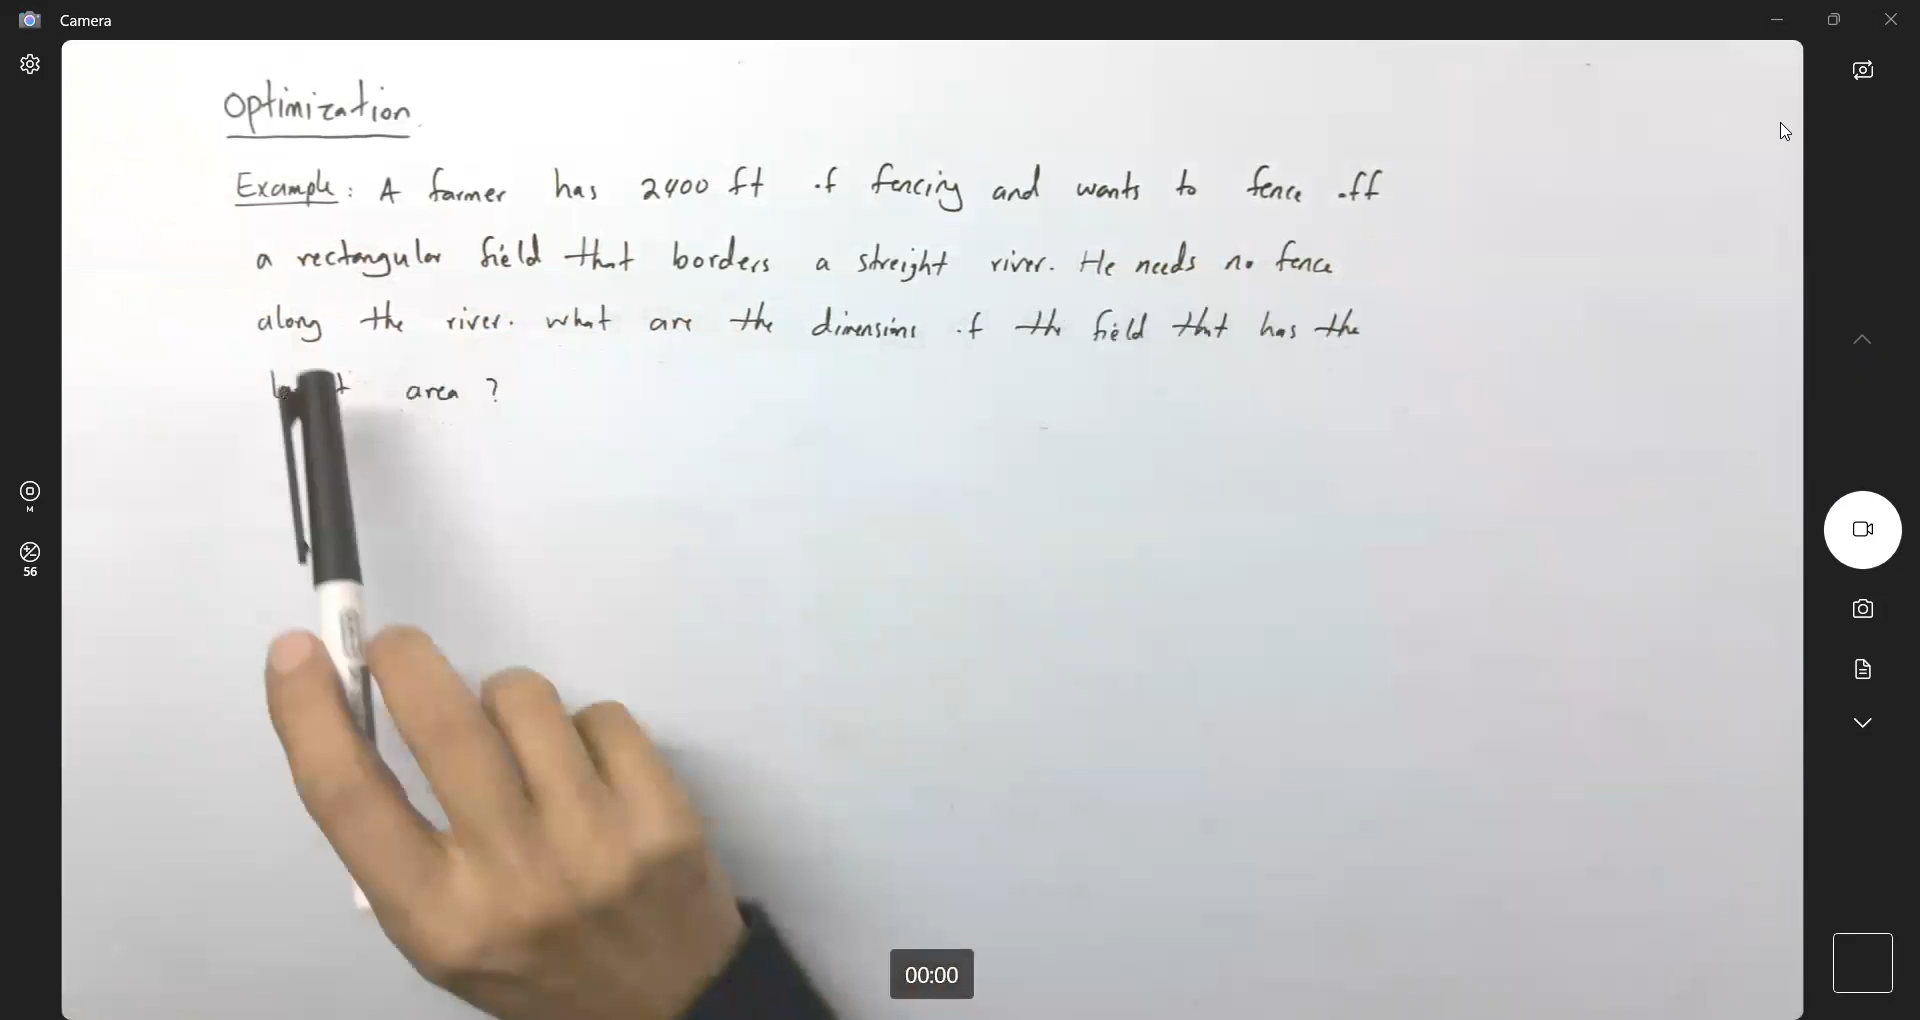 Camera
Optimization
Example: A farmer has 2400 ft of fencing and wants to fence off
a rectangular field that borders a streight river. He needs no fence
along the river. what are the dimensions of the field that has the
area ?
M
56
00:00